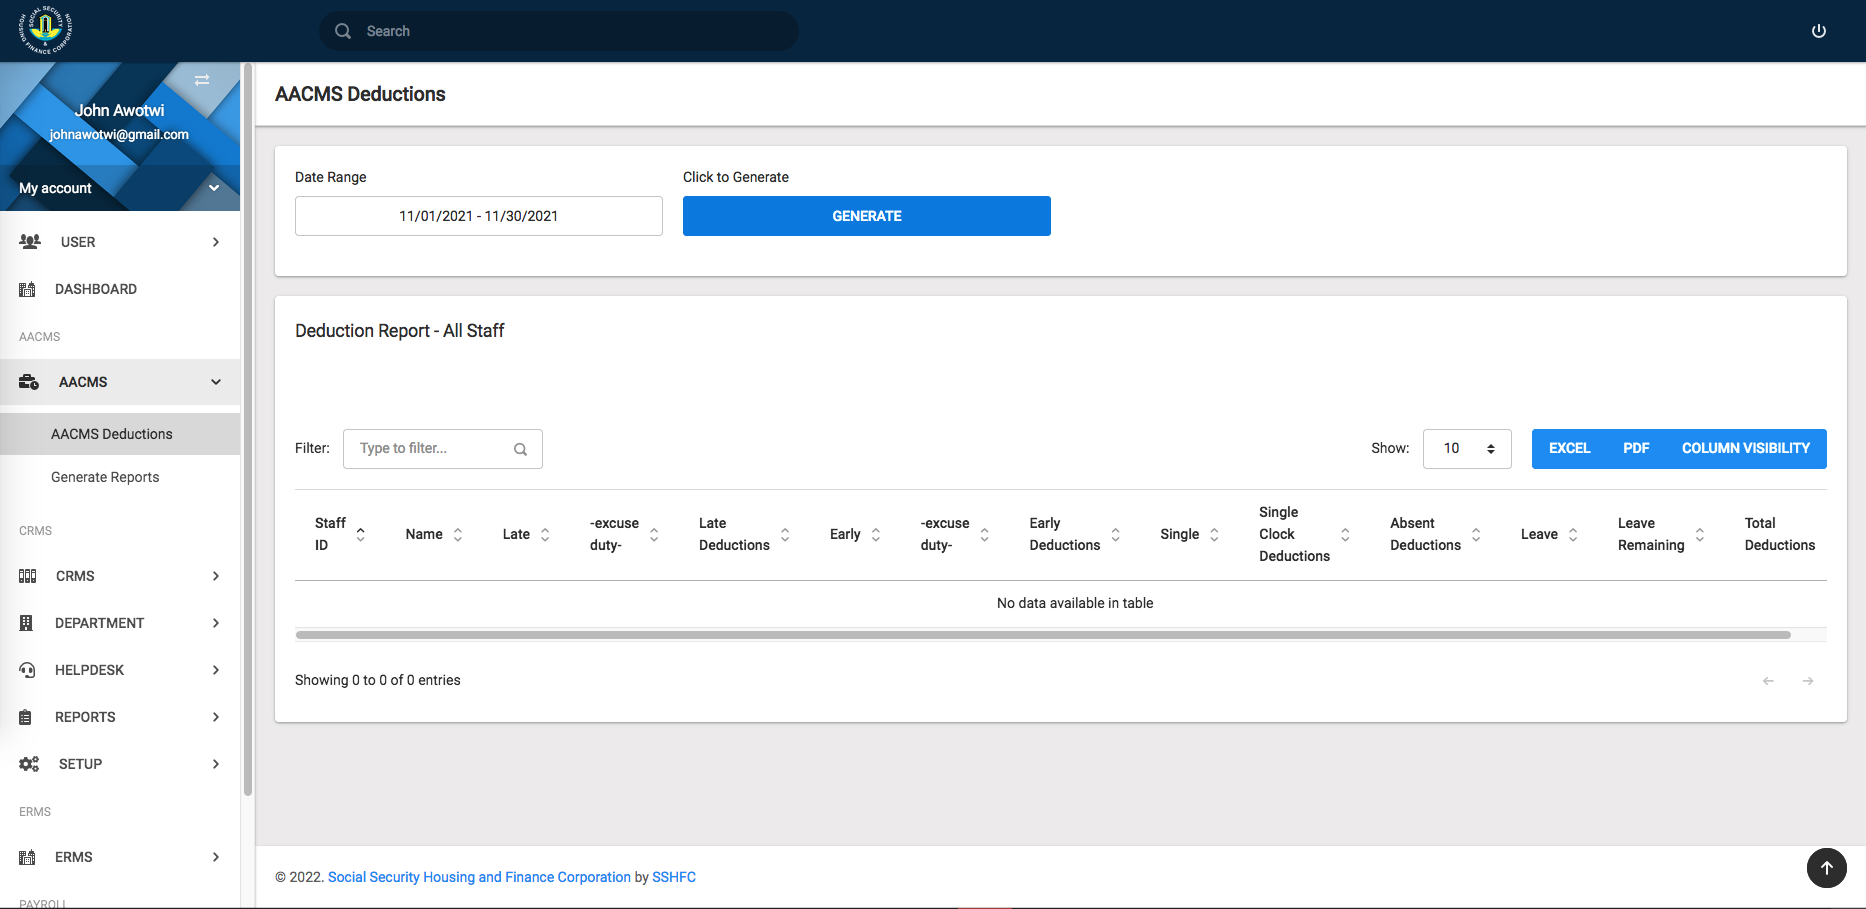 SOCIAL SECURITY
HOUSING FINANCE CORPORATION
&
Search
John Awotwi
johnawotwi@gmail.com
My account
USER
DASHBOARD
AACMS
AACMS
AACMS Deductions
Generate Reports
CRMS
CRMS
DEPARTMENT
HELPDESK
REPORTS
SETUP
ERMS
ERMS
PAYROLL
AACMS Deductions
Date Range
Click to Generate
11/01/2021 - 11/30/2021
GENERATE
Deduction Report - All Staff
Filter: Type to filter...
Show: 10 EXCEL PDF COLUMN VISIBILITY
Staff ID Name Late -excuse duty- Late Deductions Early -excuse duty- Early Deductions Single Single Clock Deductions Absent Deductions Leave Leave Remaining Total Deductions
No data available in table
Showing 0 to 0 of 0 entries
© 2022. Social Security Housing and Finance Corporation by SSHFC